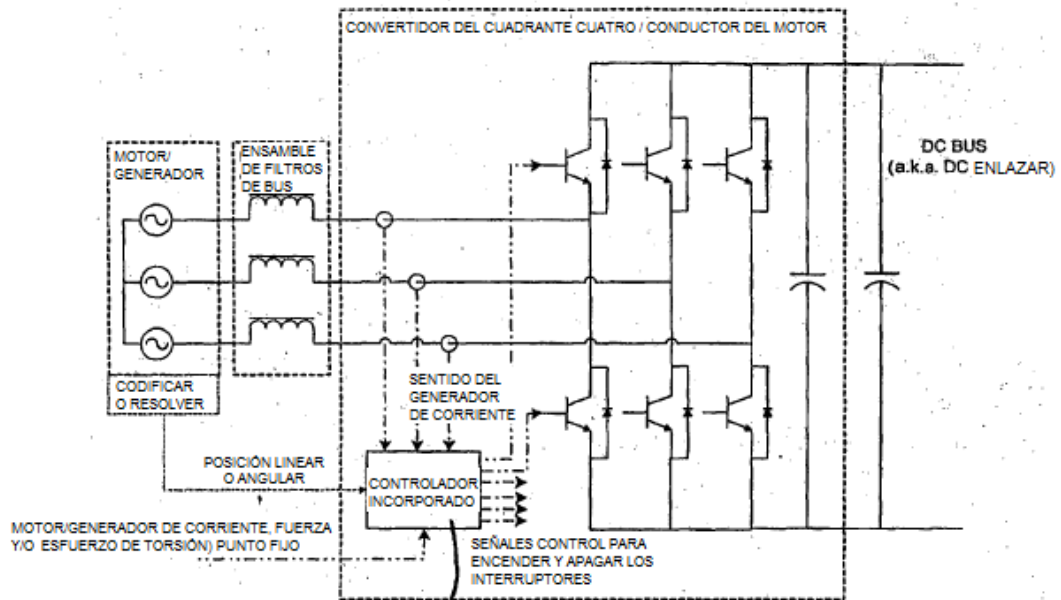 CONVERTIDOR DEL CUADRANTE CUATRO / CONDUCTOR DEL MOTOR
MOTOR/
GENERADOR
ENSAMBLE
DE FILTROS
DE BUS
DC BUS
(a.k.a. DC ENLAZAR)
CODIFICAR
O RESOLVER
SENTIDO DEL
GENERADOR
DE CORRIENTE
POSICIÓN LINEAR
O ANGULAR
CONTROLADOR
INCORPORADO
MOTOR/GENERADOR DE CORRIENTE, FUERZA
Y/O ESFUERZO DE TORSIÓN) PUNTO FIJO
SEÑALES CONTROL PARA
ENCENDER Y APAGAR LOS
INTERRUPTORES